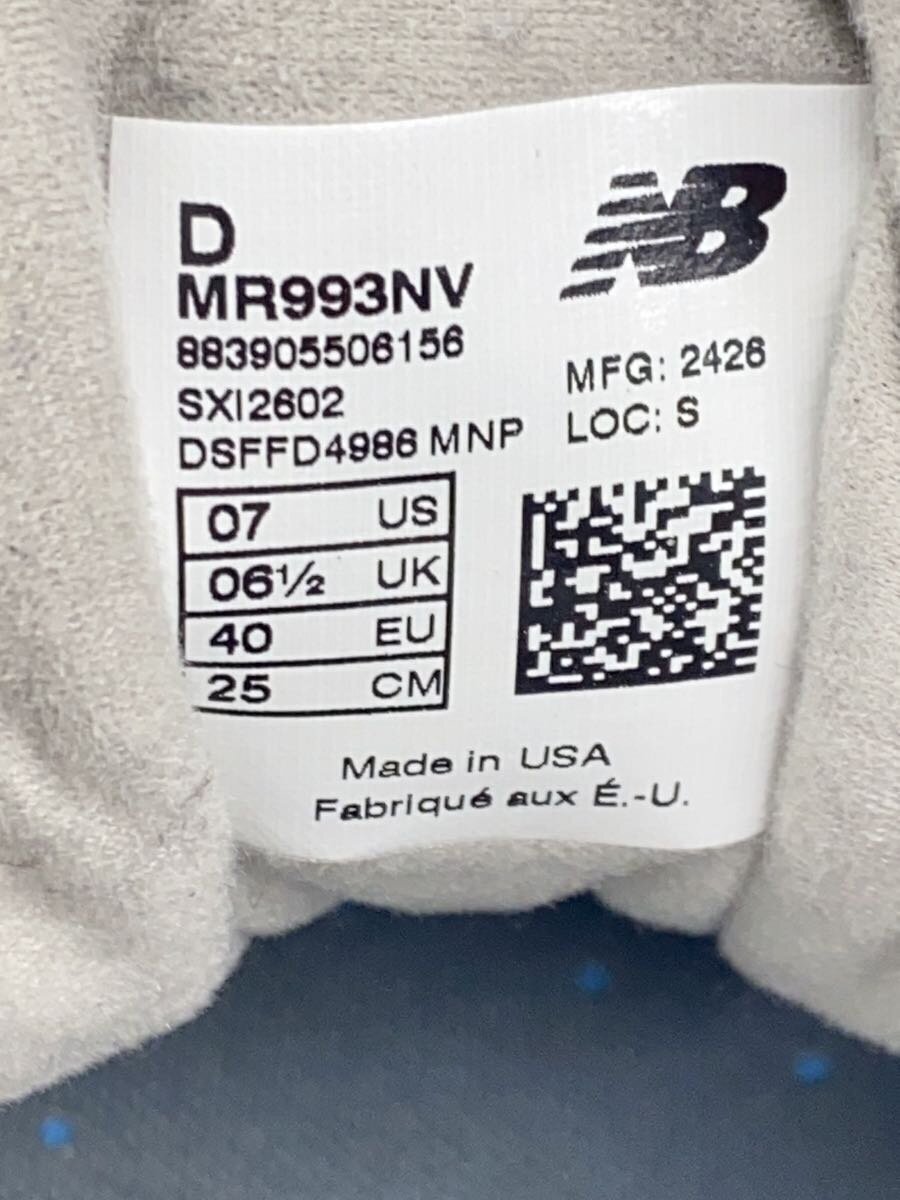 D
NB
MR993NV
883905506156
SXI2602
DSFFD4986 MNP
MFG: 2426
LOC: S
07 US
06½ UK
40 EU
25 CM
Made in USA
Fabriqué aux É.-U.